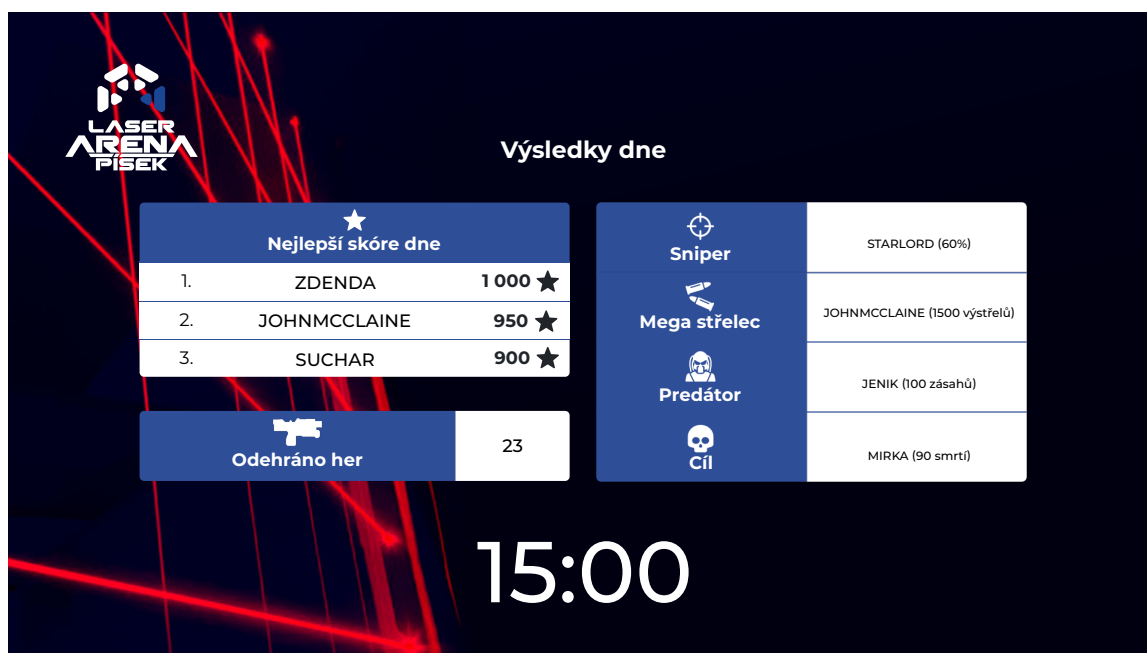 LASER
ARENA
PÍSEK
Výsledky dne
Nejlepší skóre dne
1. ZDENDA 1 000
2. JOHNMCCLAINE 950
3. SUCHAR 900
Odehráno her 23
Sniper STARLORD (60%)
Mega střelec JOHNMCCLAINE (1500 výstřelů)
Predátor JENIK (100 zásahů)
Cíl MIRKA (90 smrtí)
15:00